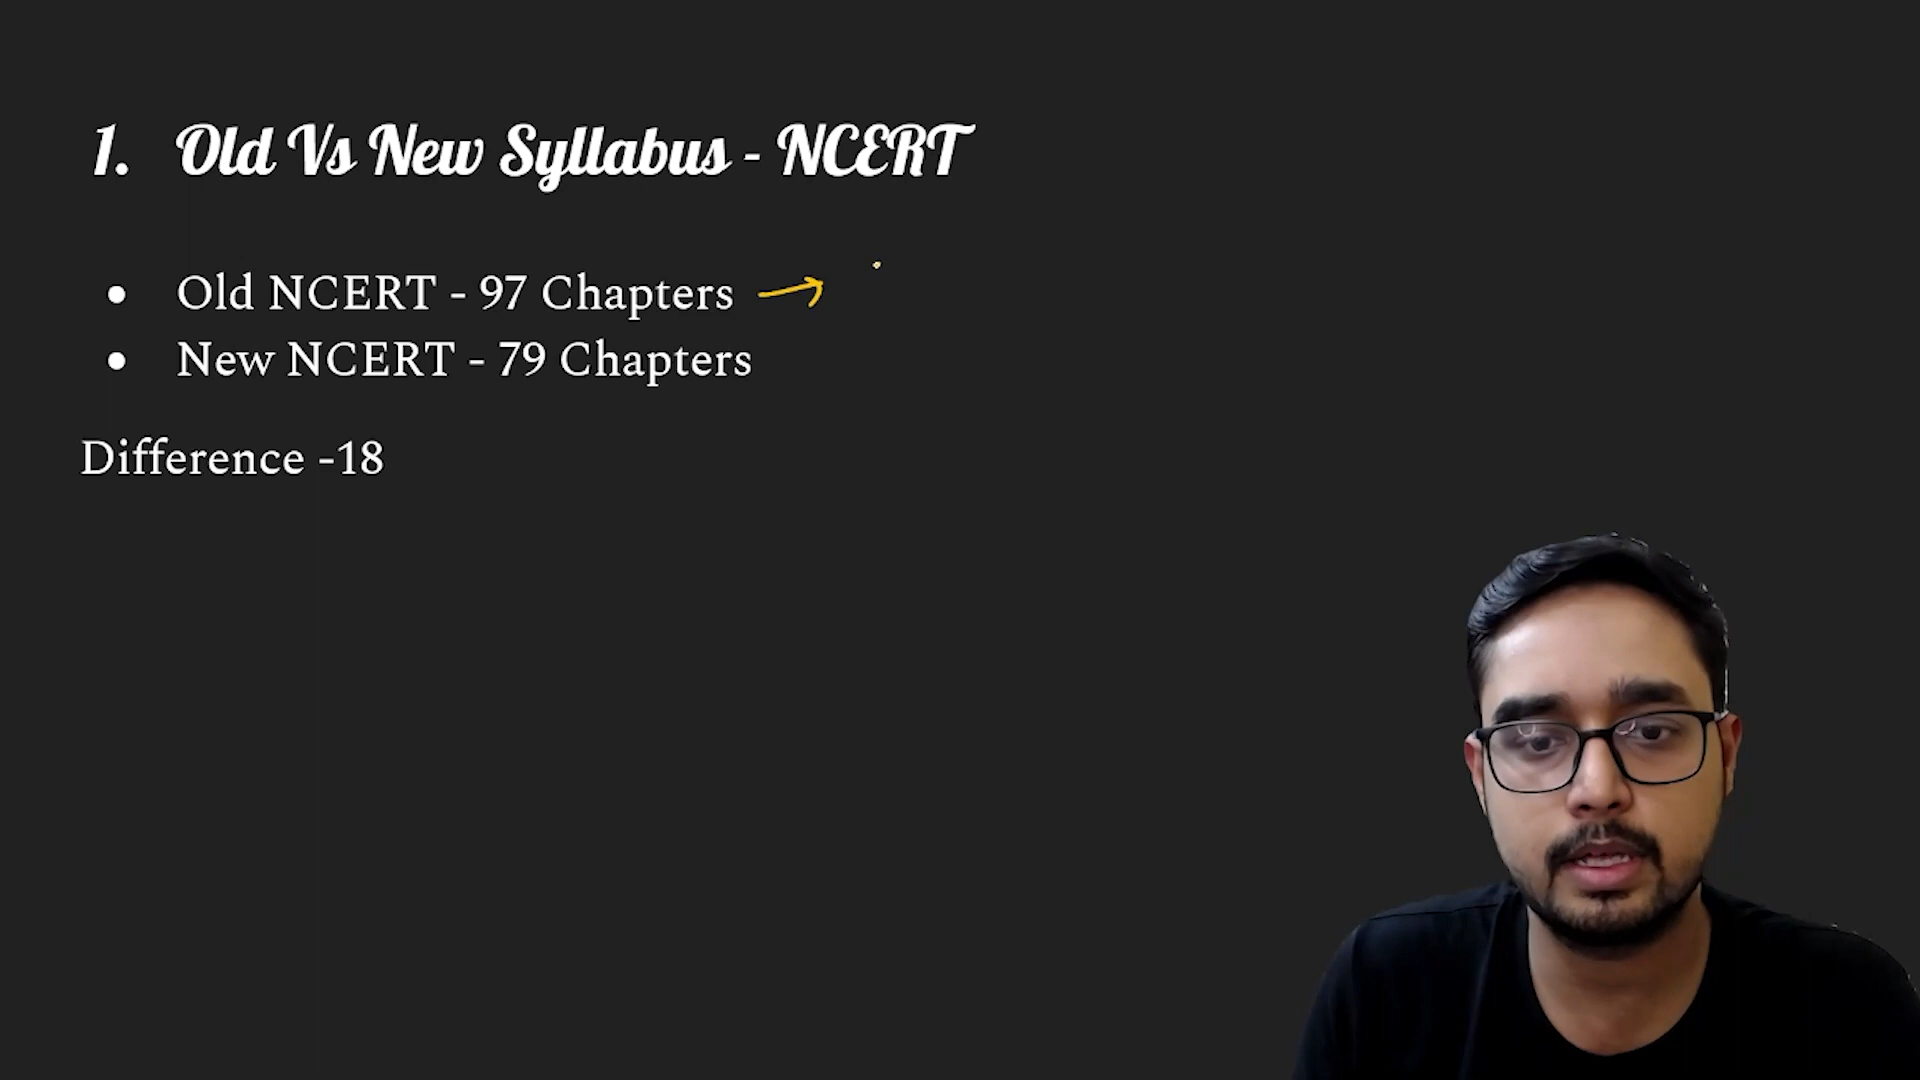 1. Old Vs New Syllabus - NCERT
• Old NCERT - 97 Chapters →
• New NCERT - 79 Chapters
Difference -18